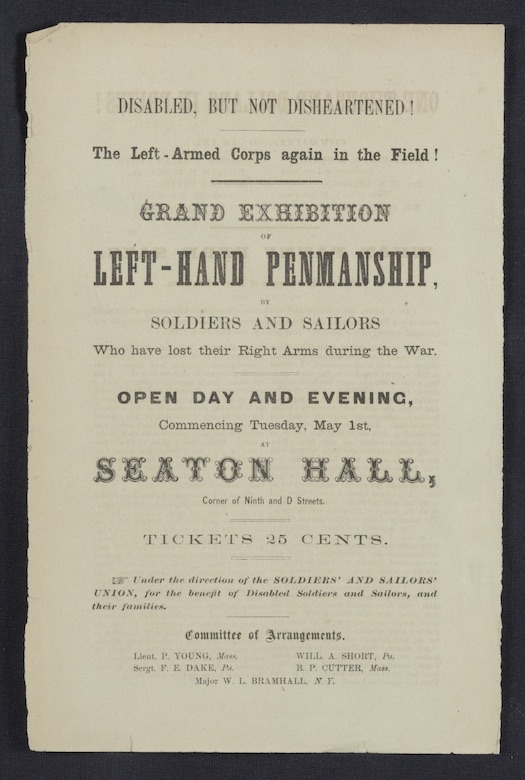 DISABLED, BUT NOT DISHEARTENED!
The Left-Armed Corps again in the Field!
GRAND EXHIBITION
OF
LEFT-HAND PENMANSHIP,
BY
SOLDIERS AND SAILORS
Who have lost their Right Arms during the War.
OPEN DAY AND EVENING,
Commencing Tuesday, May 1st,
AT
SEATON HALL,
Corner of Ninth and D Streets.
TICKETS 25 CENTS.
☞ Under the direction of the SOLDIERS' AND SAILORS'
UNION, for the benefit of Disabled Soldiers and Sailors, and
their families.
Committee of Arrangements.
Lieut. P. YOUNG, Mass. WILL. A. SHORT, Pa.
Sergt. F. E. DAKE, Pa. B. P. CUTTER, Mass.
Major W. L. BRAMHALL, N. Y.